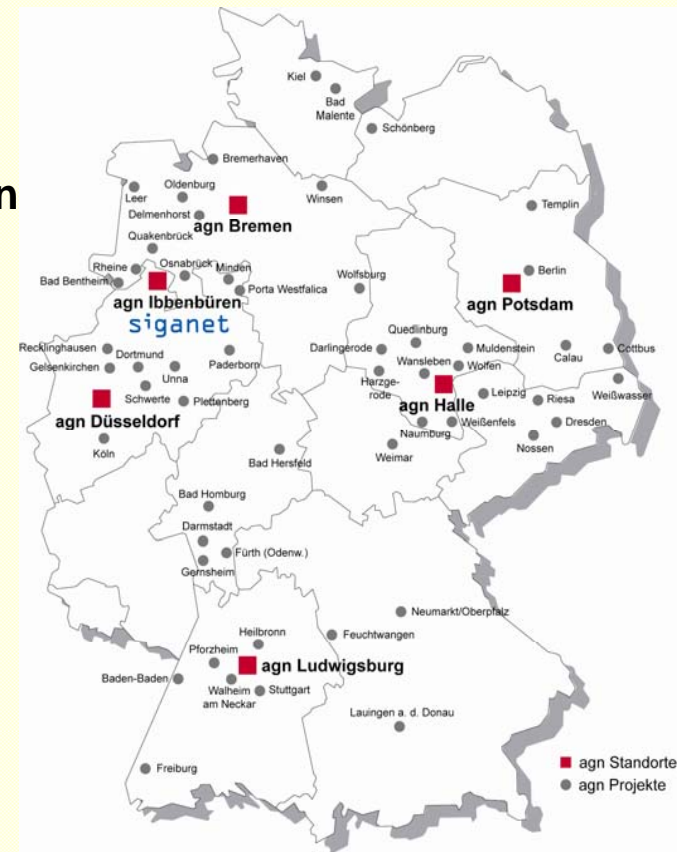 n
Kiel
Bad
Malente
Schönberg
Bremerhaven
Leer
Oldenburg
Winsen
Delmenhorst
agn Bremen
Templin
Quakenbrück
Rheine
Osnabrück
Minden
Bad Bentheim
Porta Westfalica
Wolfsburg
Berlin
agn Ibbenbüren
siganet
agn Potsdam
Recklinghausen
Dortmund
Gelsenkirchen
Unna
Paderborn
Schwerte
Plettenberg
agn Düsseldorf
Köln
Quedlinburg
Darlingerode
Muldenstein
Wansleben
Wolfen
Harzge-
rode
Calau
Cottbus
agn Halle
Leipzig
Riesa
Weißwasser
Naumburg
Weißenfels
Dresden
Weimar
Nossen
Bad Hersfeld
Bad Homburg
Darmstadt
Fürth (Odenw.)
Gernsheim
Neumarkt/Oberpfalz
Heilbronn
Feuchtwangen
Pforzheim
agn Ludwigsburg
Baden-Baden
Walheim
am Neckar
Stuttgart
Lauingen a. d. Donau
Freiburg
agn Standorte
agn Projekte